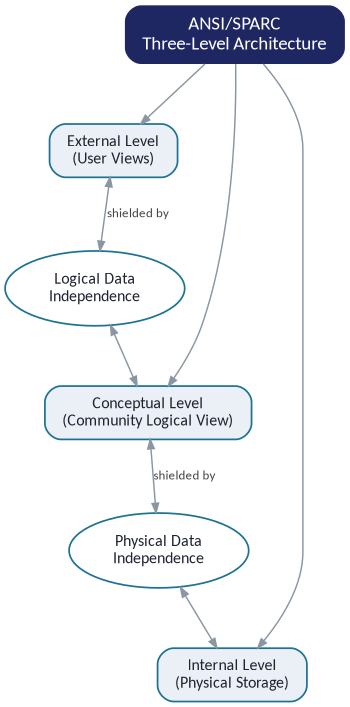 ANSI/SPARC
Three-Level Architecture
External Level
(User Views)
shielded by
Logical Data
Independence
Conceptual Level
(Community Logical View)
shielded by
Physical Data
Independence
Internal Level
(Physical Storage)